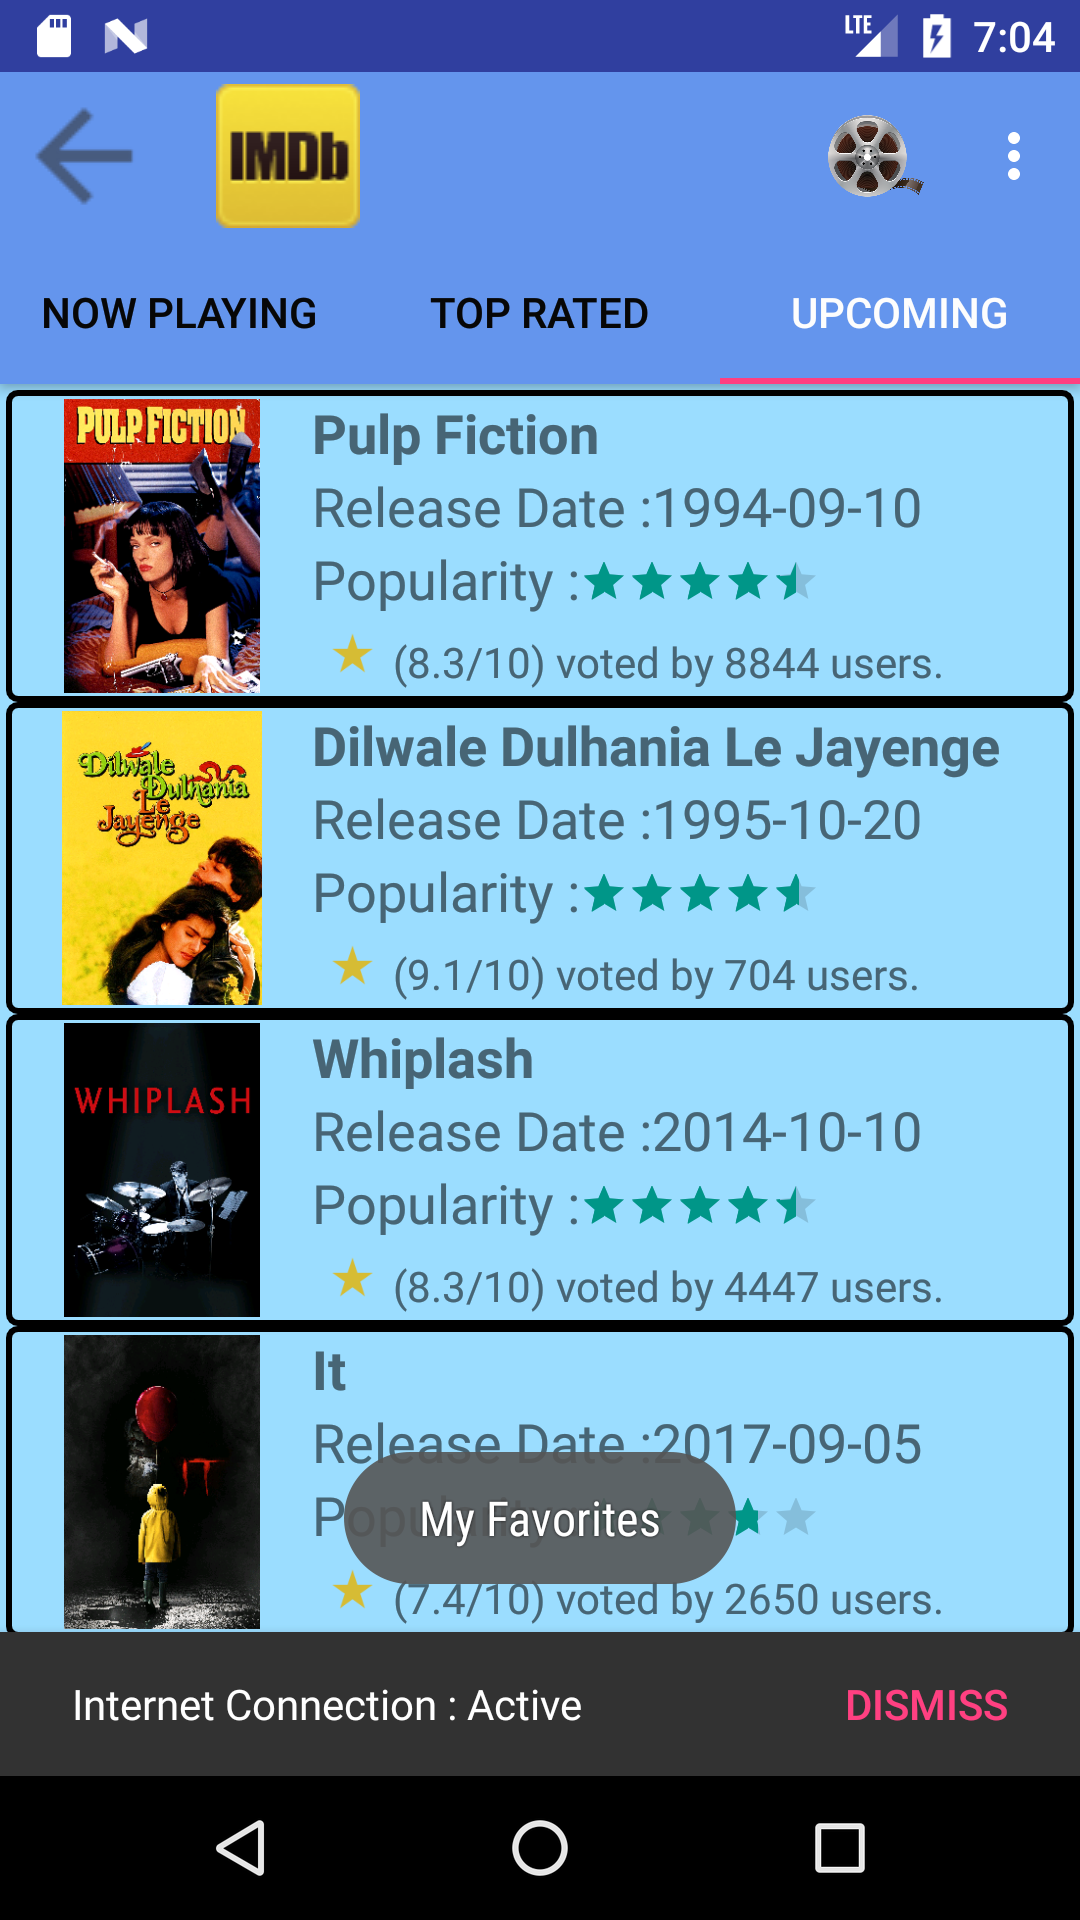 LTE 7:04
IMDb
NOW PLAYING TOP RATED UPCOMING
PULP FICTION
Pulp Fiction
Release Date :1994-09-10
Popularity :
(8.3/10) voted by 8844 users.
Dilwale
Dulhania
Le
Jayenge
Dilwale Dulhania Le Jayenge
Release Date :1995-10-20
Popularity :
(9.1/10) voted by 704 users.
WHIPLASH
Whiplash
Release Date :2014-10-10
Popularity :
(8.3/10) voted by 4447 users.
IT
It
Release Date :2017-09-05
Popularity
My Favorites
(7.4/10) voted by 2650 users.
Internet Connection : Active DISMISS